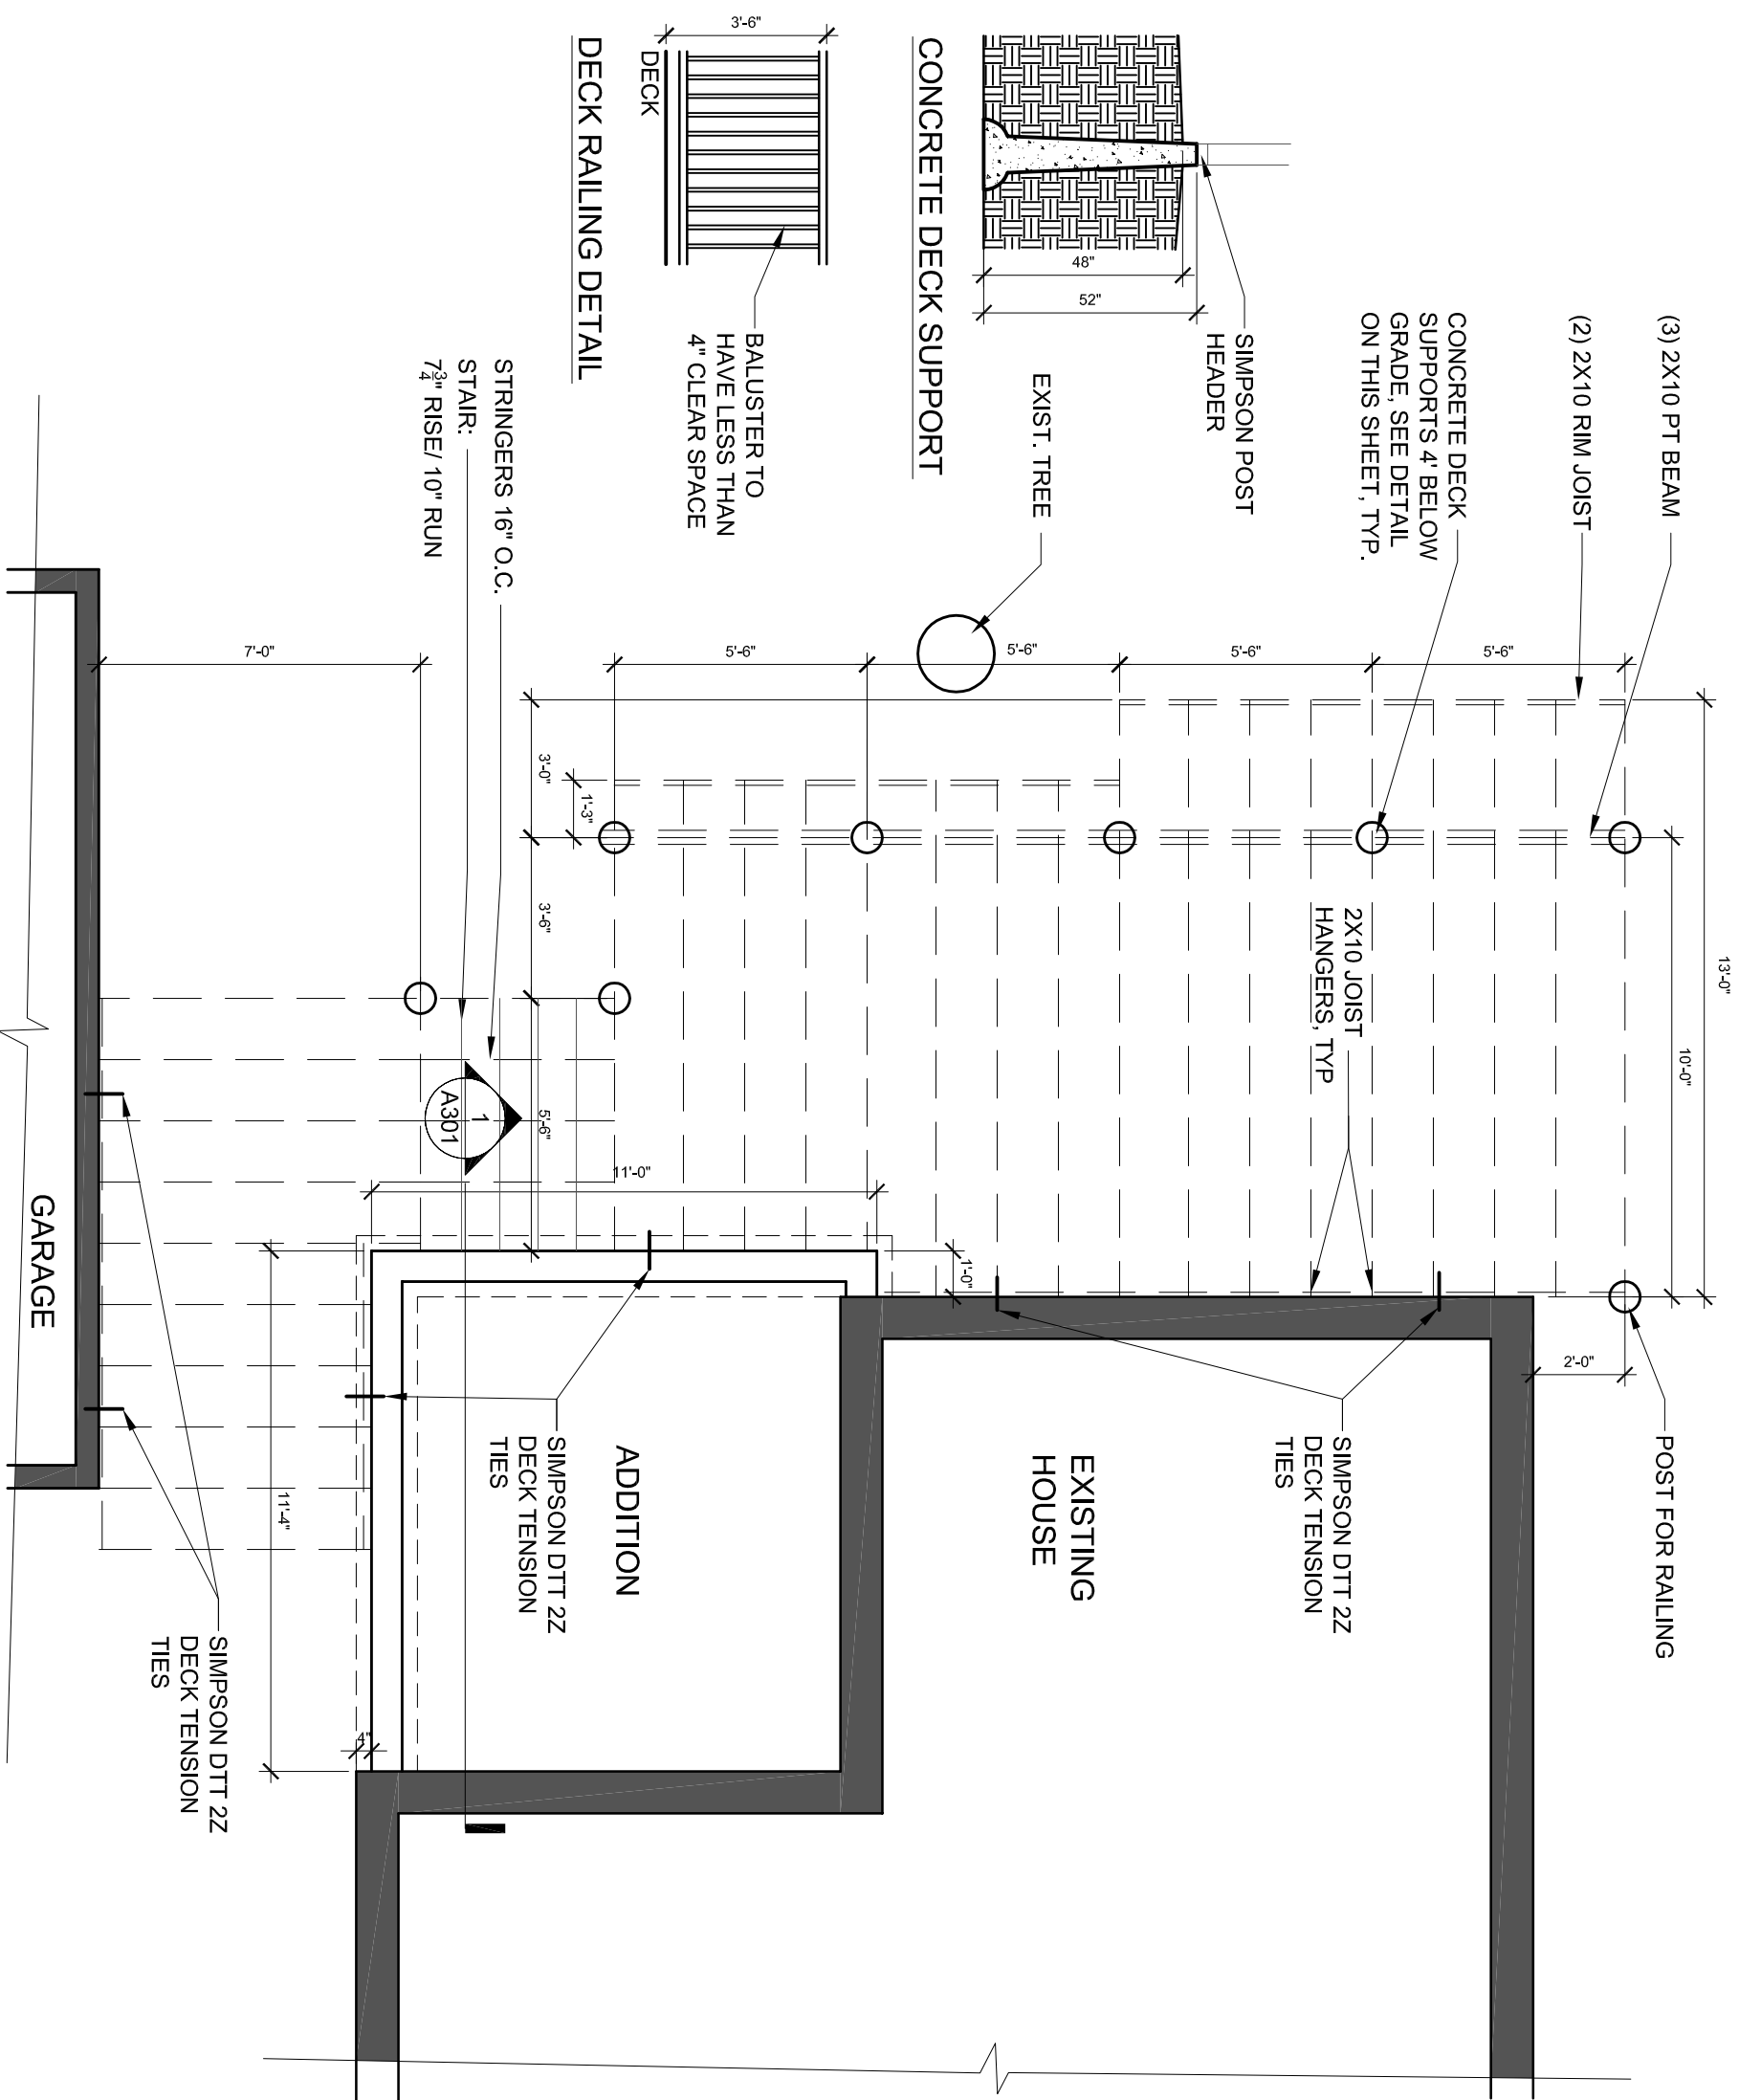 (3) 2X10 PT BEAM
(2) 2X10 RIM JOIST
CONCRETE DECK
SUPPORTS 4' BELOW
GRADE, SEE DETAIL
ON THIS SHEET, TYP.
SIMPSON POST
HEADER
48"
52"
CONCRETE DECK SUPPORT
EXIST. TREE
3'-6"
DECK
BALUSTER TO
HAVE LESS THAN
4" CLEAR SPACE
DECK RAILING DETAIL
STRINGERS 16" O.C.
STAIR:
7¾" RISE/ 10" RUN
7'-0"
5'-6"
5'-6"
5'-6"
5'-6"
13'-0"
10'-0"
3'-0"
1'-3"
3'-6"
5'-6"
2X10 JOIST
HANGERS, TYP
1
A301
11'-0"
1'-0"
2'-0"
POST FOR RAILING
SIMPSON DTT 2Z
DECK TENSION
TIES
EXISTING
HOUSE
ADDITION
SIMPSON DTT 2Z
DECK TENSION
TIES
GARAGE
11'-4"
4"
SIMPSON DTT 2Z
DECK TENSION
TIES